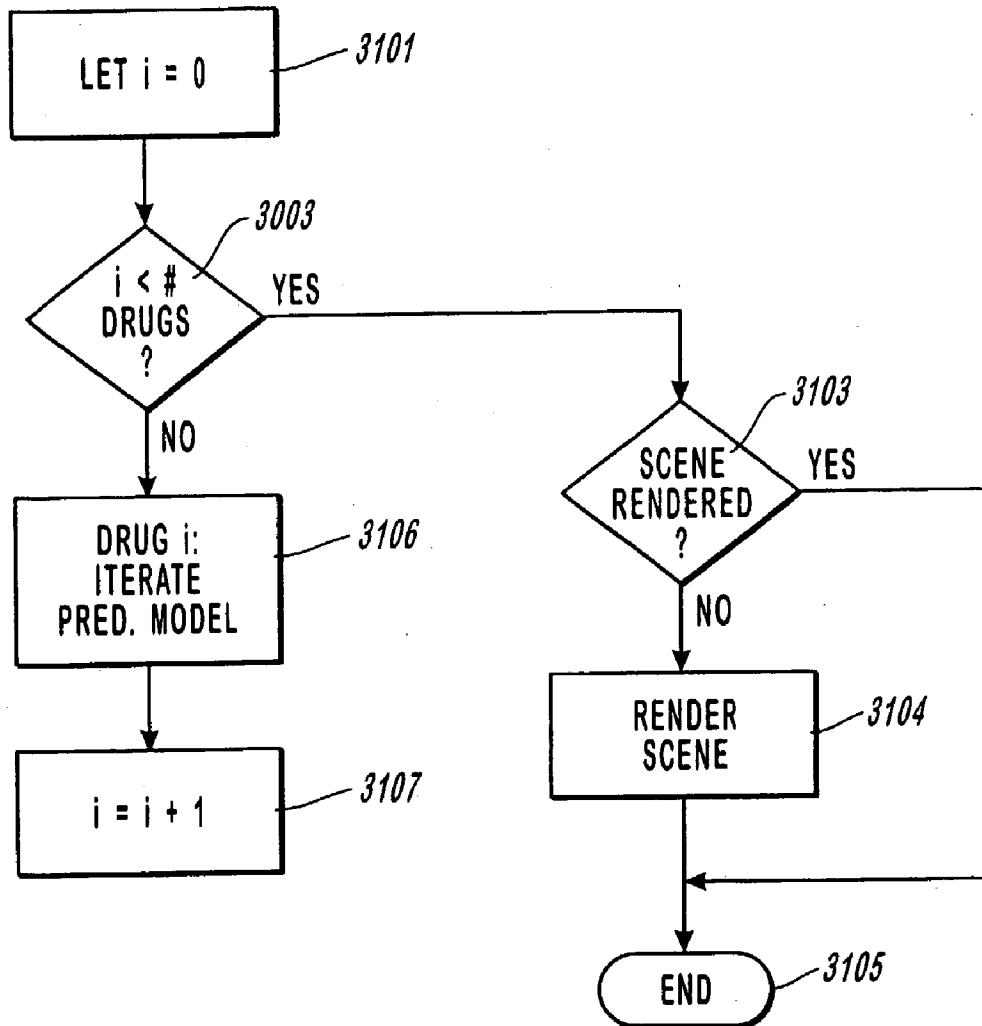 LET i = 0
3101
3003
i < #
DRUGS
?
YES
NO
3103
SCENE
RENDERED
?
YES
NO
DRUG i:
ITERATE
PRED. MODEL
3106
RENDER
SCENE
3104
i = i + 1
3107
END
3105